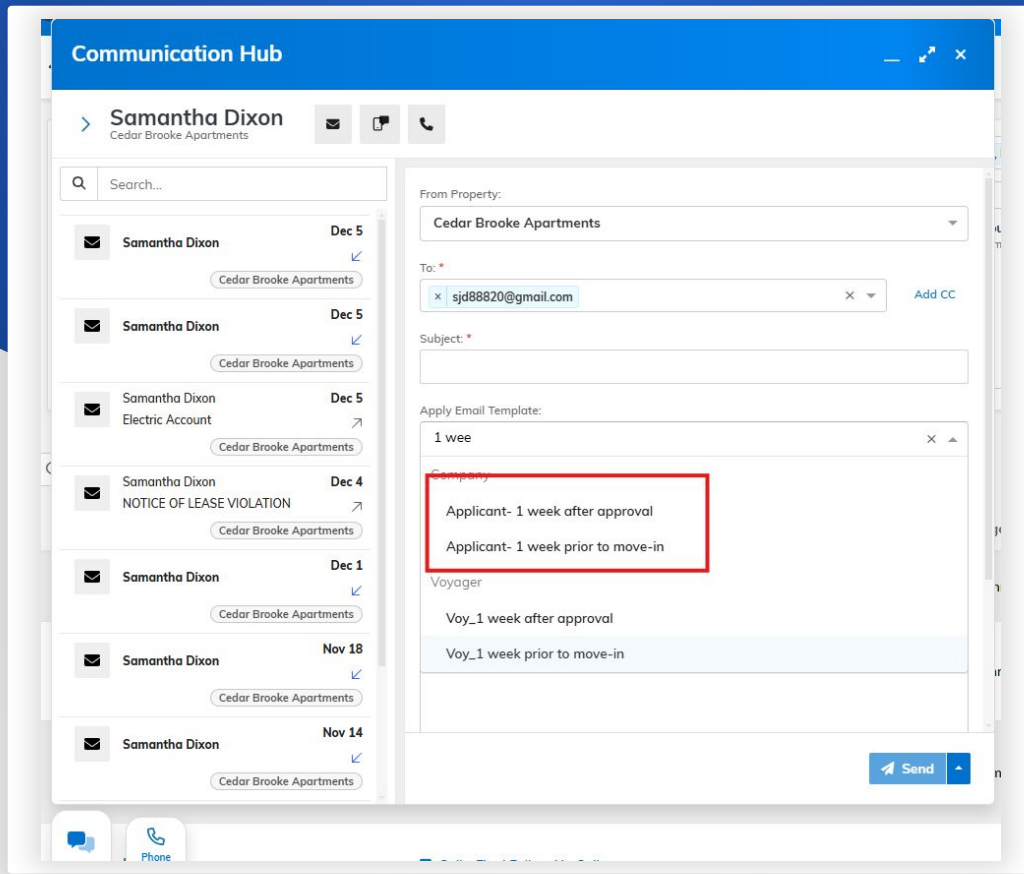 Communication Hub
Samantha Dixon
Cedar Brooke Apartments
Search...
Samantha Dixon
Dec 5
Cedar Brooke Apartments
Samantha Dixon
Dec 5
Cedar Brooke Apartments
Samantha Dixon
Dec 5
Electric Account
Cedar Brooke Apartments
Samantha Dixon
Dec 4
NOTICE OF LEASE VIOLATION
Cedar Brooke Apartments
Samantha Dixon
Dec 1
Cedar Brooke Apartments
Samantha Dixon
Nov 18
Cedar Brooke Apartments
Samantha Dixon
Nov 14
Cedar Brooke Apartments
From Property:
Cedar Brooke Apartments
To: *
× sjd88820@gmail.com
Add CC
Subject: *
Apply Email Template:
1 wee
Company
Applicant- 1 week after approval
Applicant- 1 week prior to move-in
Voyager
Voy_1 week after approval
Voy_1 week prior to move-in
Send
Phone